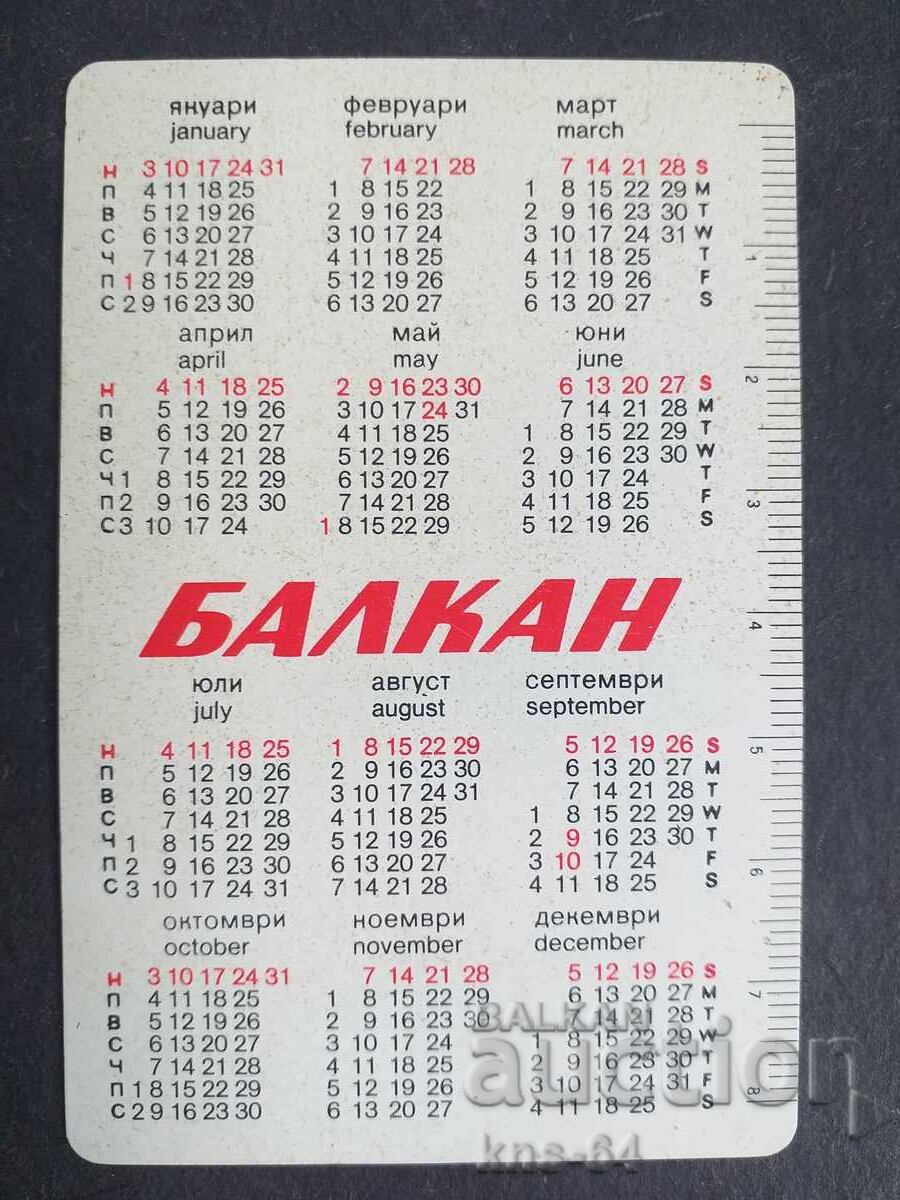 януари февруари март
january february march
н 3 10 17 24 31 7 14 21 28 7 14 21 28 S
п 4 11 18 25 1 8 15 22 1 8 15 22 29 M
в 5 12 19 26 2 9 16 23 2 9 16 23 30 T
с 6 13 20 27 3 10 17 24 3 10 17 24 31 W
ч 7 14 21 28 4 11 18 25 4 11 18 25 T
п 1 8 15 22 29 5 12 19 26 5 12 19 26 F
с 2 9 16 23 30 6 13 20 27 6 13 20 27 S
април май юни
april may june
н 4 11 18 25 2 9 16 23 30 6 13 20 27 S
п 5 12 19 26 3 10 17 24 31 7 14 21 28 M
в 6 13 20 27 4 11 18 25 1 8 15 22 29 T
с 7 14 21 28 5 12 19 26 2 9 16 23 30 W
ч 1 8 15 22 29 6 13 20 27 3 10 17 24 T
п 2 9 16 23 30 7 14 21 28 4 11 18 25 F
с 3 10 17 24 1 8 15 22 29 5 12 19 26 S
БАЛКАН
юли август септември
july august september
н 4 11 18 25 1 8 15 22 29 5 12 19 26 S
п 5 12 19 26 2 9 16 23 30 6 13 20 27 M
в 6 13 20 27 3 10 17 24 31 7 14 21 28 T
с 7 14 21 28 4 11 18 25 1 8 15 22 29 W
ч 1 8 15 22 29 5 12 19 26 2 9 16 23 30 T
п 2 9 16 23 30 6 13 20 27 3 10 17 24 F
с 3 10 17 24 31 7 14 21 28 4 11 18 25 S
октомври ноември декември
october november december
н 3 10 17 24 31 7 14 21 28 5 12 19 26 S
п 4 11 18 25 1 8 15 22 29 6 13 20 27 M
в 5 12 19 26 2 9 16 23 30 7 14 21 28 T
с 6 13 20 27 3 10 17 24 1 8 15 22 29 W
ч 7 14 21 28 4 11 18 25 2 9 16 23 30 T
п 1 8 15 22 29 5 12 19 26 3 10 17 24 31 F
с 2 9 16 23 30 6 13 20 27 4 11 18 25 S
1
2
3
4
5
6
7
8
BALKAN
auction
kns-64